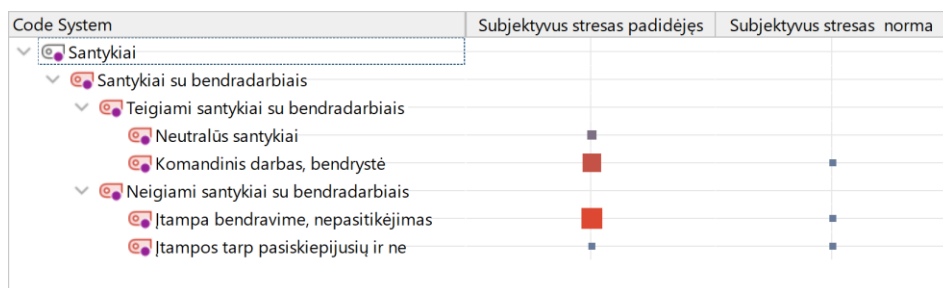 Code System Subjektyvus stresas padidėjęs Subjektyvus stresas norma
Santykiai
Santykiai su bendradarbiais
Teigiami santykiai su bendradarbiais
Neutralūs santykiai
Komandinis darbas, bendrystė
Neigiami santykiai su bendradarbiais
Įtampa bendravime, nepasitikėjimas
Įtampos tarp pasiskiepijusių ir ne